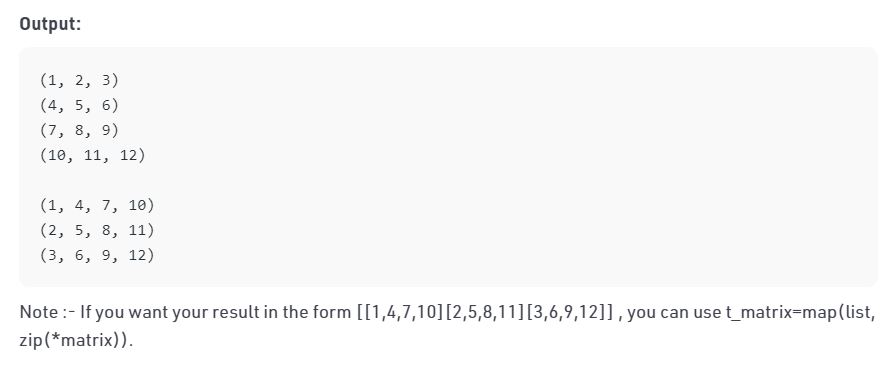 Output:
(1, 2, 3)
(4, 5, 6)
(7, 8, 9)
(10, 11, 12)
(1, 4, 7, 10)
(2, 5, 8, 11)
(3, 6, 9, 12)
Note :- If you want your result in the form [[1,4,7,10][2,5,8,11][3,6,9,12]] , you can use t_matrix=map(list,
zip(*matrix)).